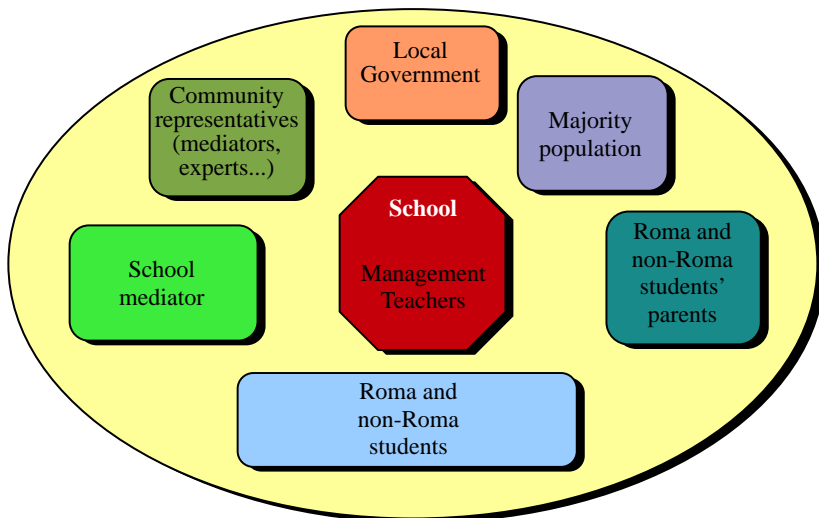 Local
Government
Community
representatives
(mediators,
experts...)
Majority
population
School
Management
Teachers
Roma and
non-Roma
students’
parents
School
mediator
Roma and
non-Roma
students